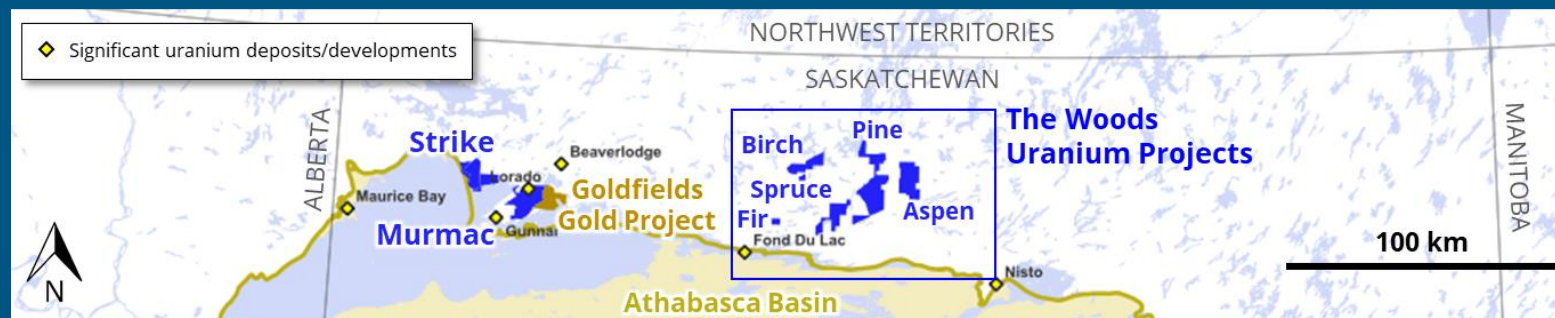 Significant uranium deposits/developments
NORTHWEST TERRITORIES
SASKATCHEWAN
ALBERTA
MANITOBA
Strike
Beaverlodge
Lorado
Maurice Bay
Goldfields
Gold Project
Murmac
Gunnar
Birch
Pine
Spruce
Fir
Aspen
Fond Du Lac
The Woods
Uranium Projects
Nisto
100 km
N
Athabasca Basin